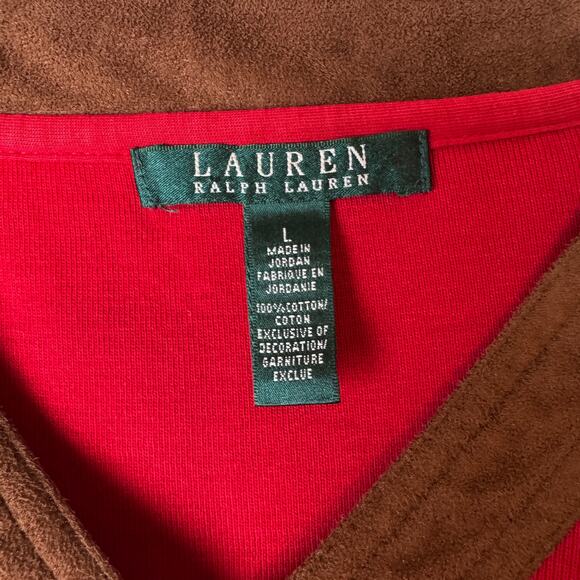 LAUREN
RALPH LAUREN
L
MADE IN
JORDAN
FABRIQUE EN
JORDANIE
100%COTTON/
COTON
EXCLUSIVE OF
DECORATION/
GARNITURE
EXCLUE